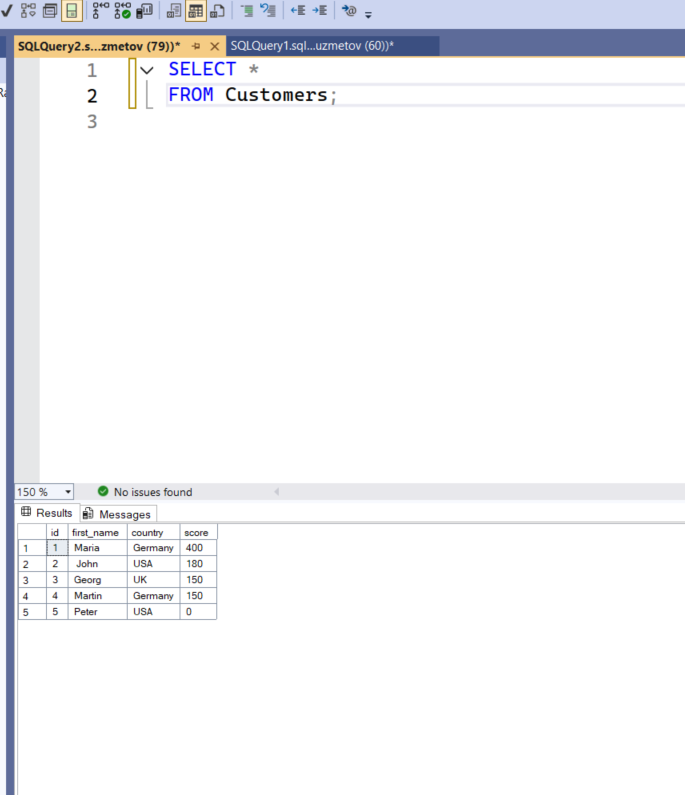 SQLQuery2.s...zmetov (79))* SQLQuery1.sql...uzmetov (60))*
1 SELECT *
2 FROM Customers;
3
150 % No issues found
Results Messages
id first_name country score
1 1 Maria Germany 400
2 2 John USA 180
3 3 Georg UK 150
4 4 Martin Germany 150
5 5 Peter USA 0